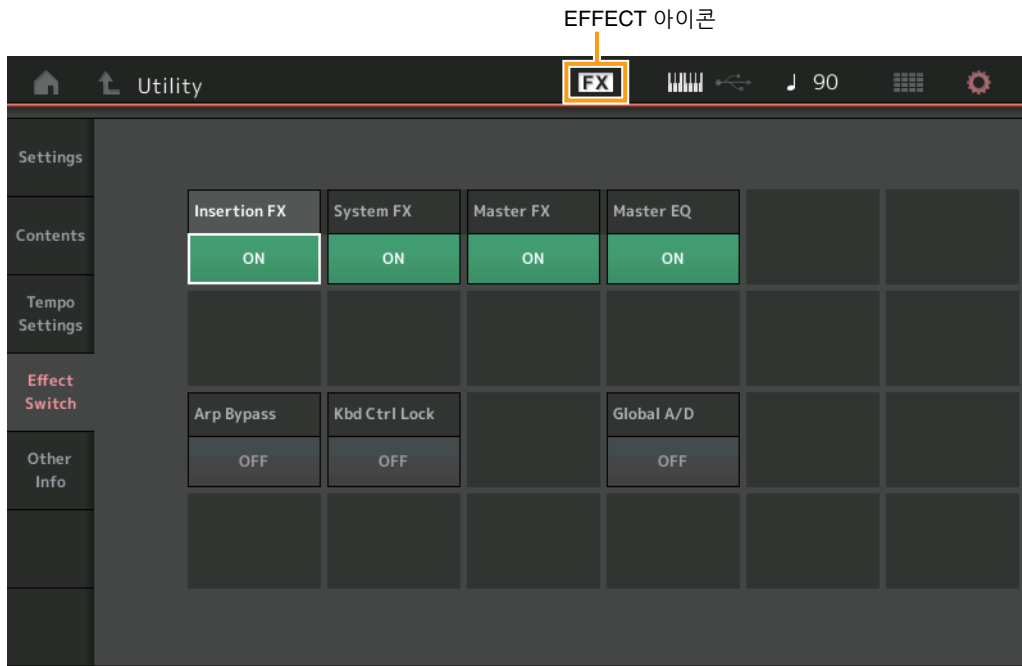 EFFECT 아이콘
Utility
FX
90
Settings
Contents
Tempo
Settings
Effect
Switch
Other
Info
Insertion FX
System FX
Master FX
Master EQ
ON
ON
ON
ON
Arp Bypass
Kbd Ctrl Lock
Global A/D
OFF
OFF
OFF